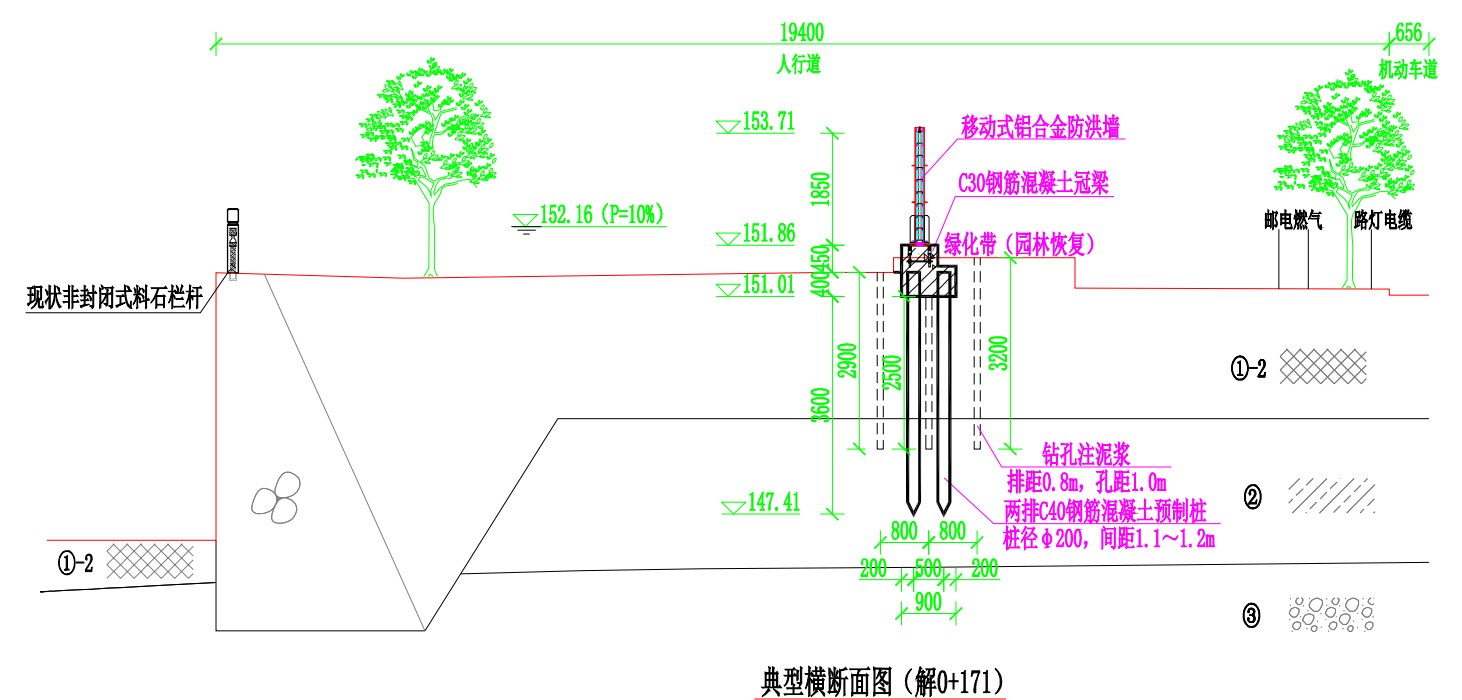 19400
656
人行道
机动车道
153.71
移动式铝合金防洪墙
1850
C30钢筋混凝土冠梁
152.16 (P=10%)
151.86
邮电燃气
路灯电缆
绿化带（园林恢复）
450
400
151.01
现状非封闭式料石栏杆
2900
2500
3200
3600
①-2
钻孔注泥浆
排距0.8m, 孔距1.0m
147.41
两排C40钢筋混凝土预制桩
桩径φ200, 间距1.1~1.2m
②
800
800
①-2
200
500
200
900
③
典型横断面图（解0+171）